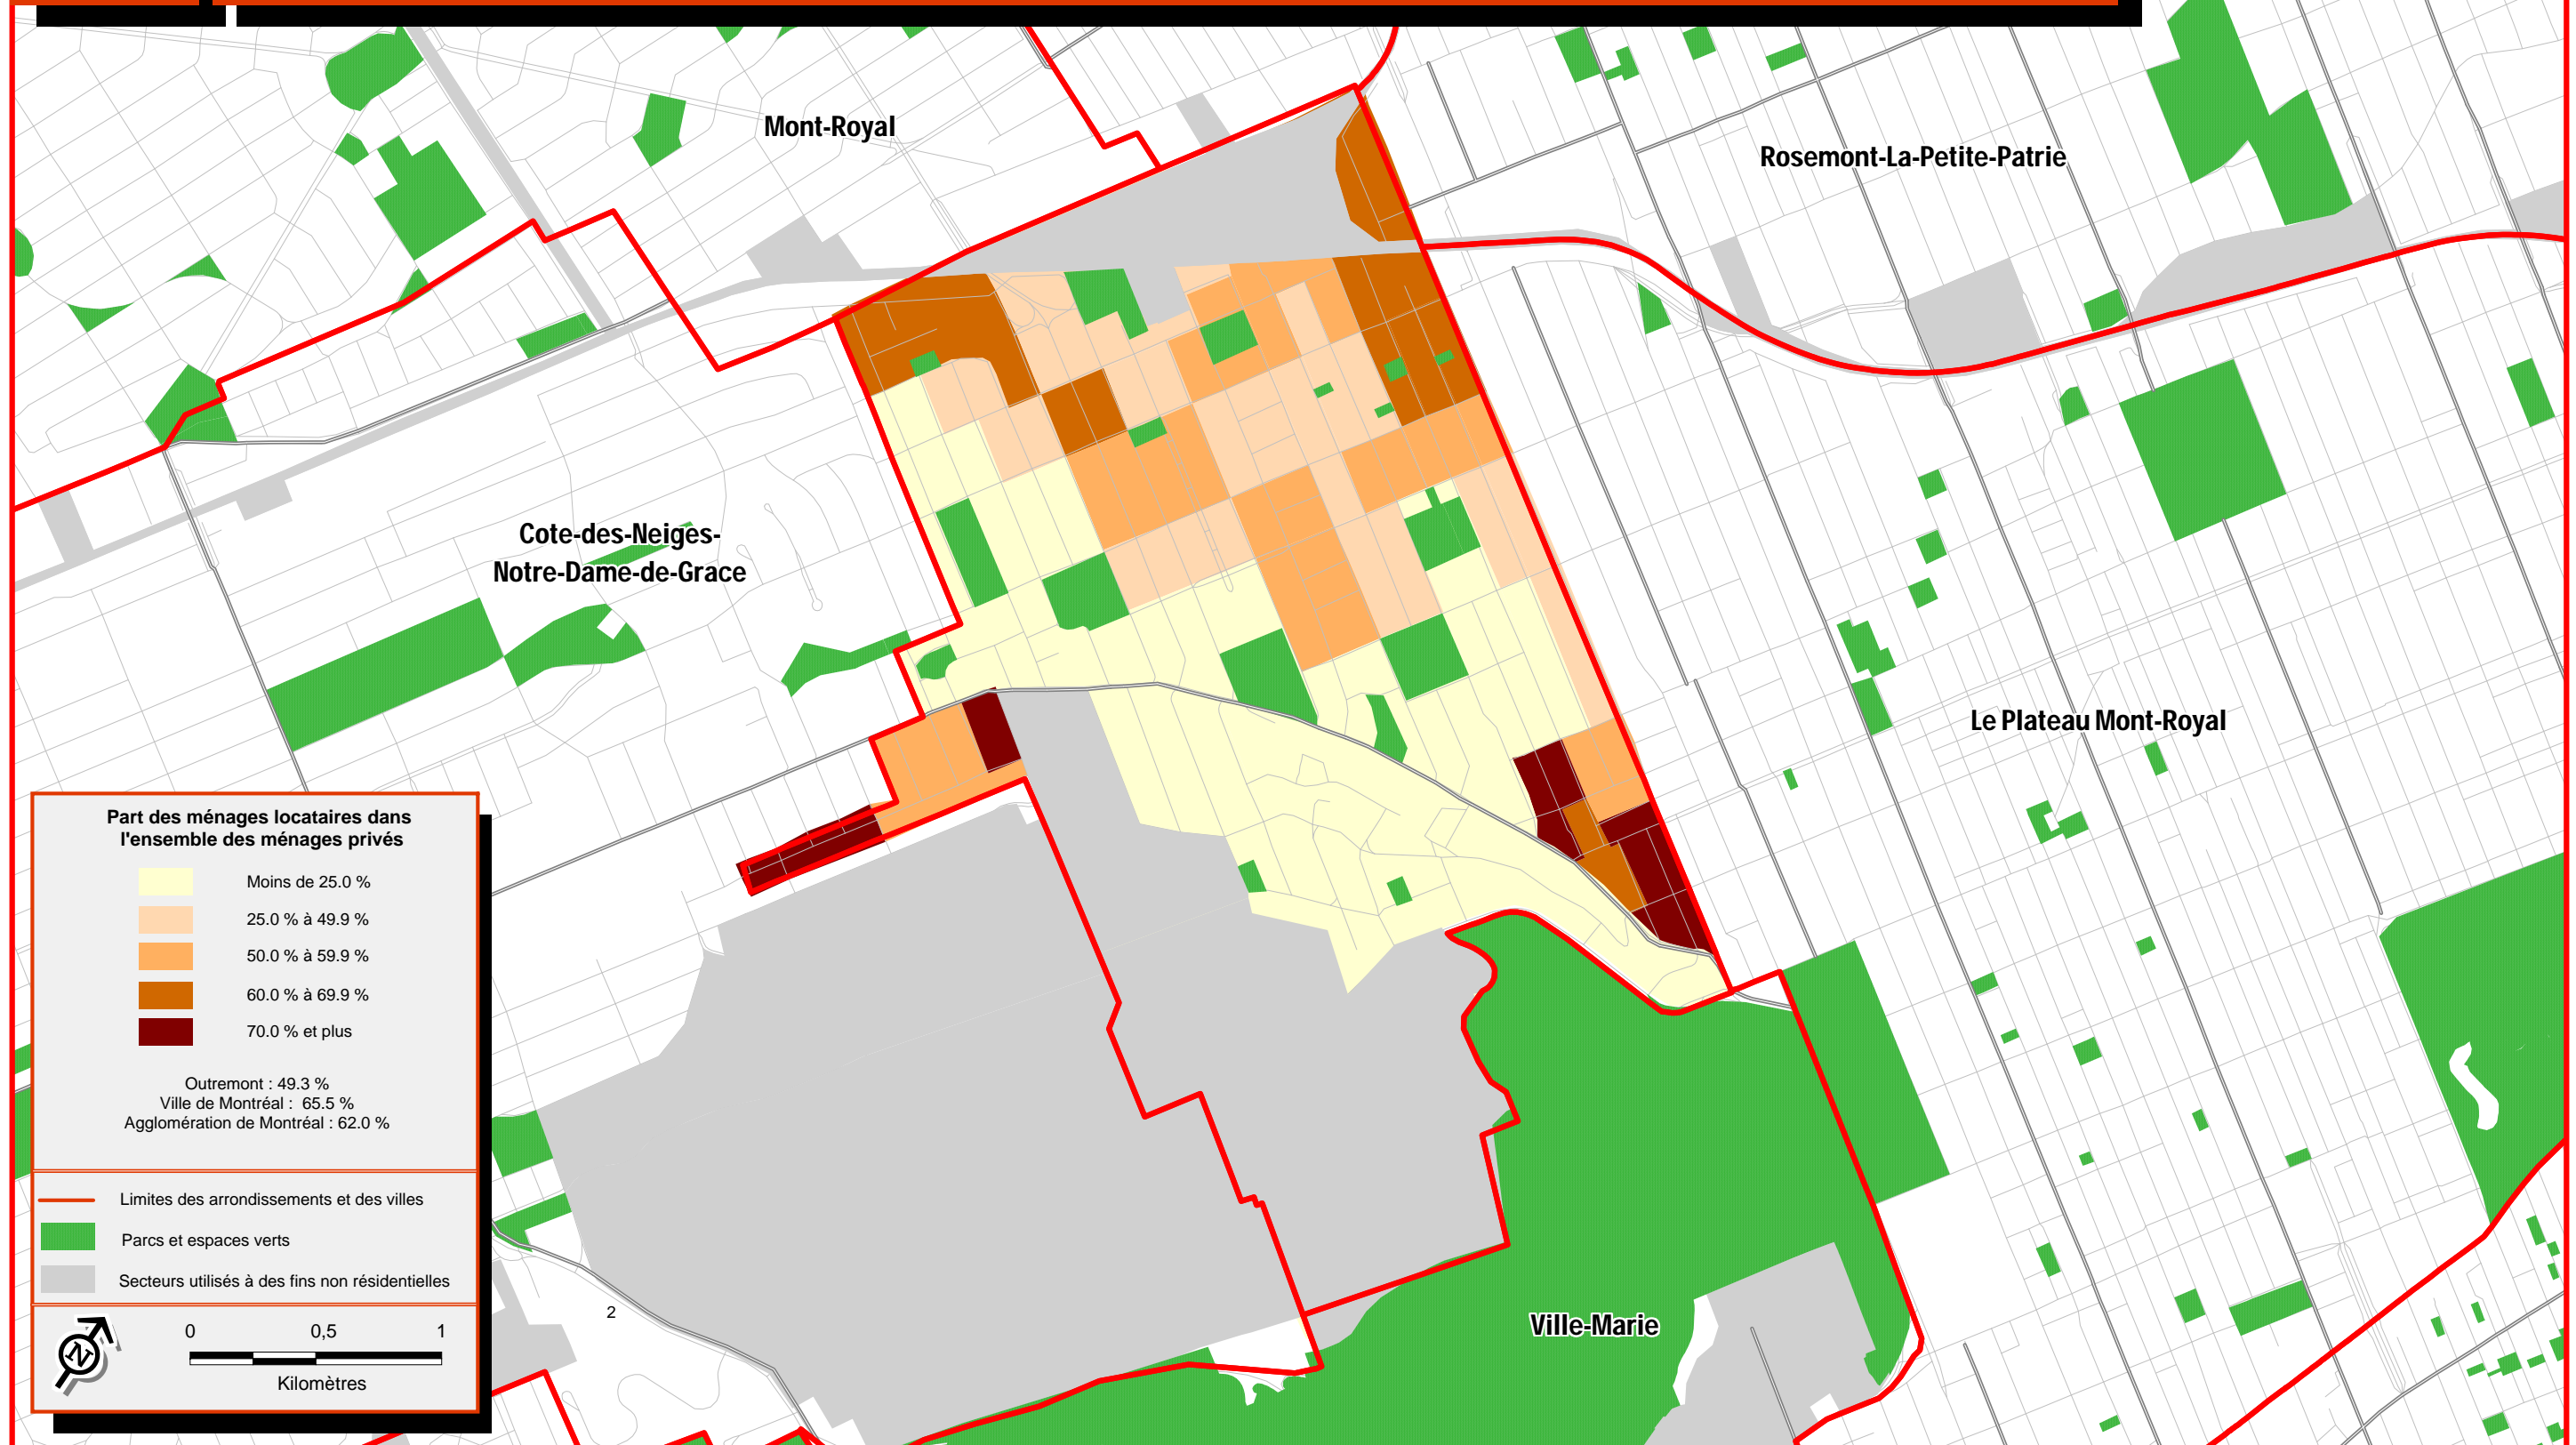 Mont-Royal
Rosemont-La-Petite-Patrie
Cote-des-Neiges-
Notre-Dame-de-Grace
Le Plateau Mont-Royal
Ville-Marie
Part des ménages locataires dans
l'ensemble des ménages privés
Moins de 25.0 %
25.0 % à 49.9 %
50.0 % à 59.9 %
60.0 % à 69.9 %
70.0 % et plus
Outremont : 49.3 %
Ville de Montréal : 65.5 %
Agglomération de Montréal : 62.0 %
Limites des arrondissements et des villes
Parcs et espaces verts
Secteurs utilisés à des fins non résidentielles
N
0 0,5 1
Kilomètres
2